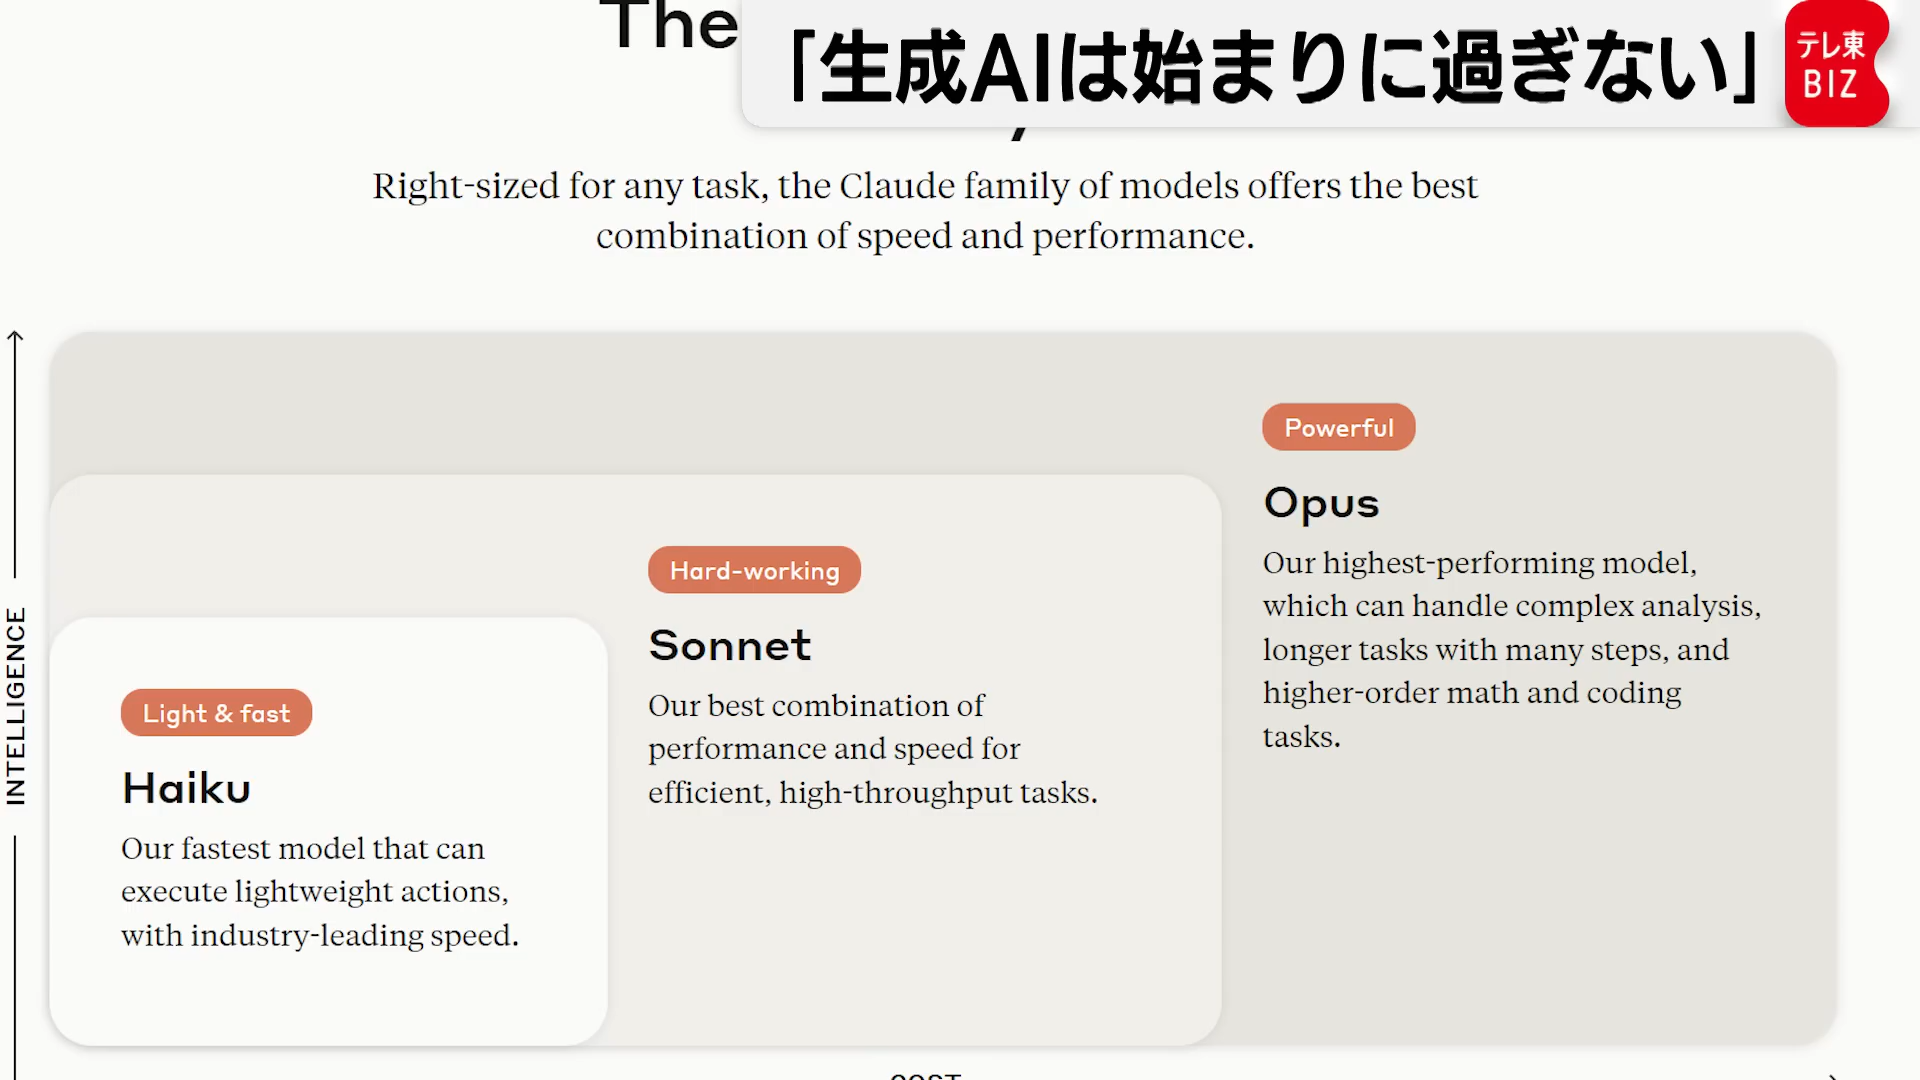 The
「生成AIは始まりに過ぎない」
テレ東
BIZ
Right-sized for any task, the Claude family of models offers the best
combination of speed and performance.
INTELLIGENCE
Powerful
Opus
Our highest-performing model,
which can handle complex analysis,
longer tasks with many steps, and
higher-order math and coding
tasks.
Hard-working
Sonnet
Our best combination of
performance and speed for
efficient, high-throughput tasks.
Light & fast
Haiku
Our fastest model that can
execute lightweight actions,
with industry-leading speed.
COST